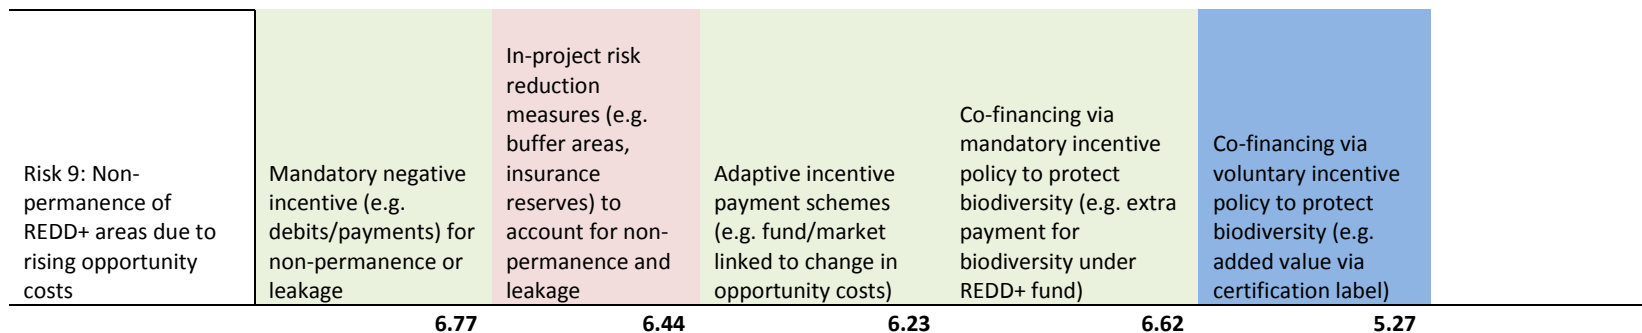 Risk 9: Non-
permanence of
REDD+ areas due to
rising opportunity
costs
Mandatory negative
incentive (e.g.
debits/payments) for
non-permanence or
leakage
In-project risk
reduction
measures (e.g.
buffer areas,
insurance
reserves) to
account for non-
permanence and
leakage
Adaptive incentive
payment schemes
(e.g. fund/market
linked to change in
opportunity costs)
Co-financing via
mandatory incentive
policy to protect
biodiversity (e.g. extra
payment for
biodiversity under
REDD+ fund)
Co-financing via
voluntary incentive
policy to protect
biodiversity (e.g.
added value via
certification label)
6.77 6.44 6.23 6.62 5.27